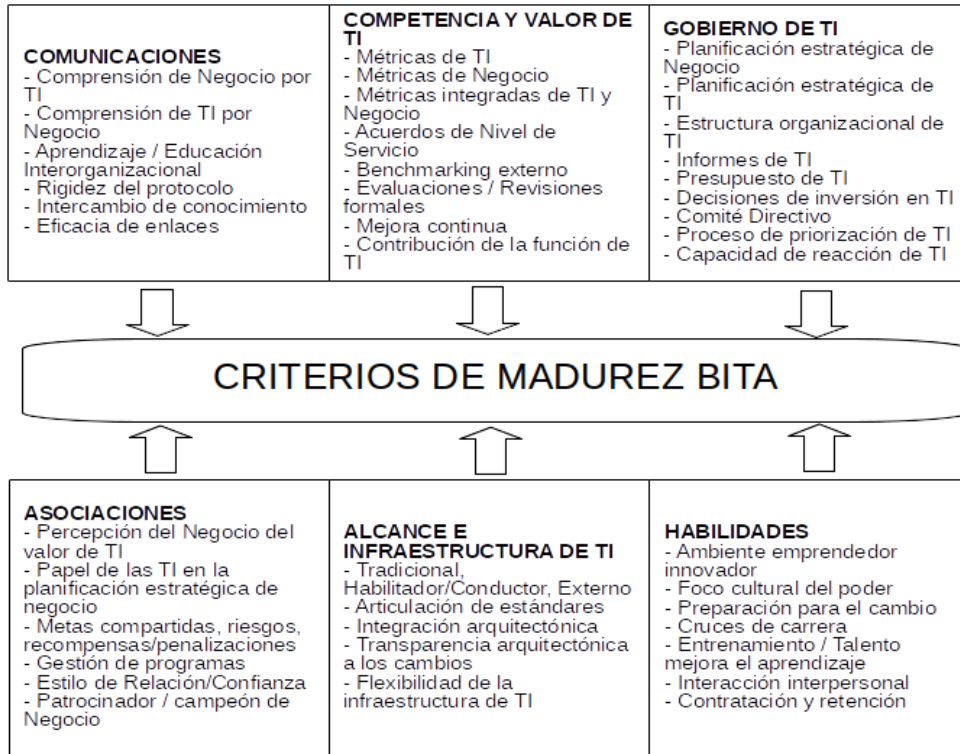 COMUNICACIONES
- Comprensión de Negocio por
TI
- Comprensión de TI por
Negocio
- Aprendizaje / Educación
Interorganizacional
- Rigidez del protocolo
- Intercambio de conocimiento
- Eficacia de enlaces
COMPETENCIA Y VALOR DE
TI
- Métricas de TI
- Métricas de Negocio
- Métricas integradas de TI y
Negocio
- Acuerdos de Nivel de
Servicio
- Benchmarking externo
- Evaluaciones / Revisiones
formales
- Mejora continua
- Contribución de la función de
TI
GOBIERNO DE TI
- Planificación estratégica de
Negocio
- Planificación estratégica de
TI
- Estructura organizacional de
TI
- Informes de TI
- Presupuesto de TI
- Decisiones de inversión en TI
- Comité Directivo
- Proceso de priorización de TI
- Capacidad de reacción de TI
CRITERIOS DE MADUREZ BITA
ASOCIACIONES
- Percepción del Negocio del
valor de TI
- Papel de las TI en la
planificación estratégica de
negocio
- Metas compartidas, riesgos,
recompensas/penalizaciones
- Gestión de programas
- Estilo de Relación/Confianza
- Patrocinador / campeón de
Negocio
ALCANCE E
INFRAESTRUCTURA DE TI
- Tradicional,
Habilitador/Conductor, Externo
- Articulación de estándares
- Integración arquitectónica
- Transparencia arquitectónica
a los cambios
- Flexibilidad de la
infraestructura de TI
HABILIDADES
- Ambiente emprendedor
innovador
- Foco cultural del poder
- Preparación para el cambio
- Cruces de carrera
- Entrenamiento / Talento
mejora el aprendizaje
- Interacción interpersonal
- Contratación y retención